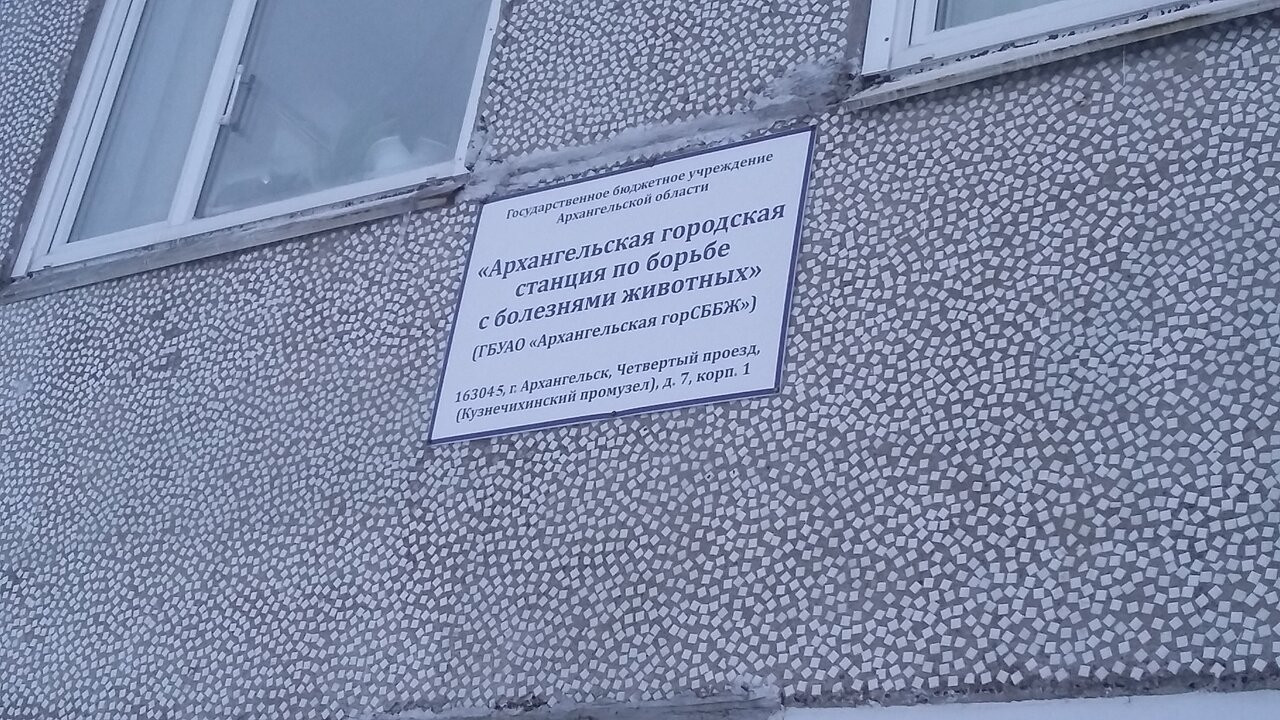 Государственное бюджетное учреждение
Архангельской области
«Архангельская городская
станция по борьбе
с болезнями животных»
(ГБУАО «Архангельская горСББЖ»)
163045, г. Архангельск, Четвертый проезд,
(Кузнечихинский промузел), д. 7, корп. 1